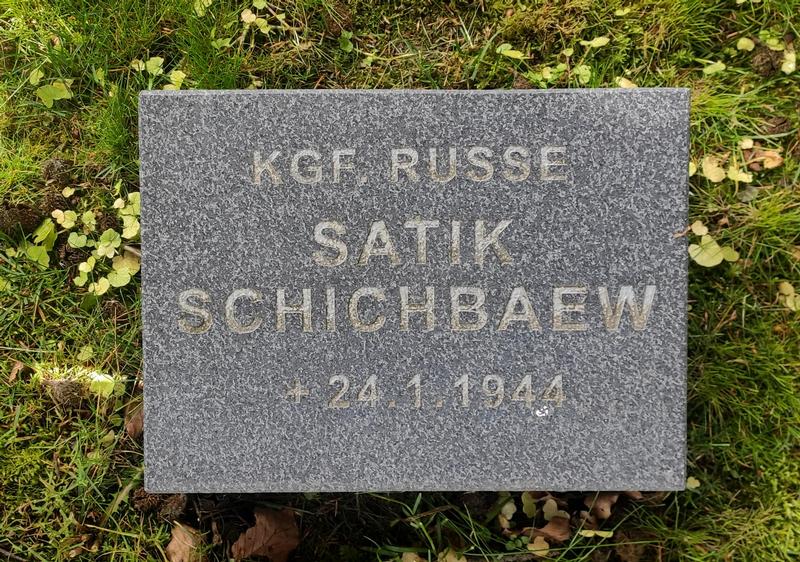 KGF. RUSSE
SATIK
SCHICHBAEW
+ 24.1.1944